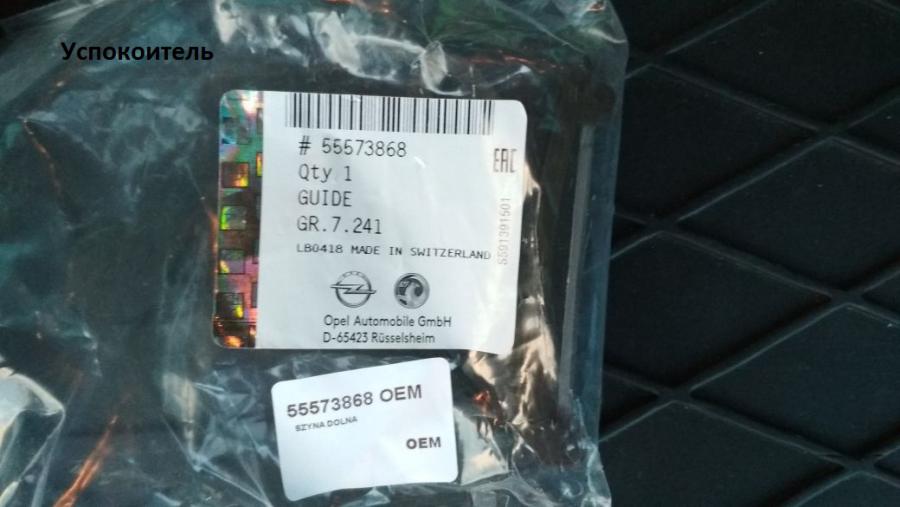 Успокоитель
# 55573868
EAC
Qty 1
GUIDE
GR.7.241
S591391501
LB0418 MADE IN SWITZERLAND
Opel Automobile GmbH
D-65423 Rüsselsheim
55573868 OEM
SZYNA DOLNA
OEM